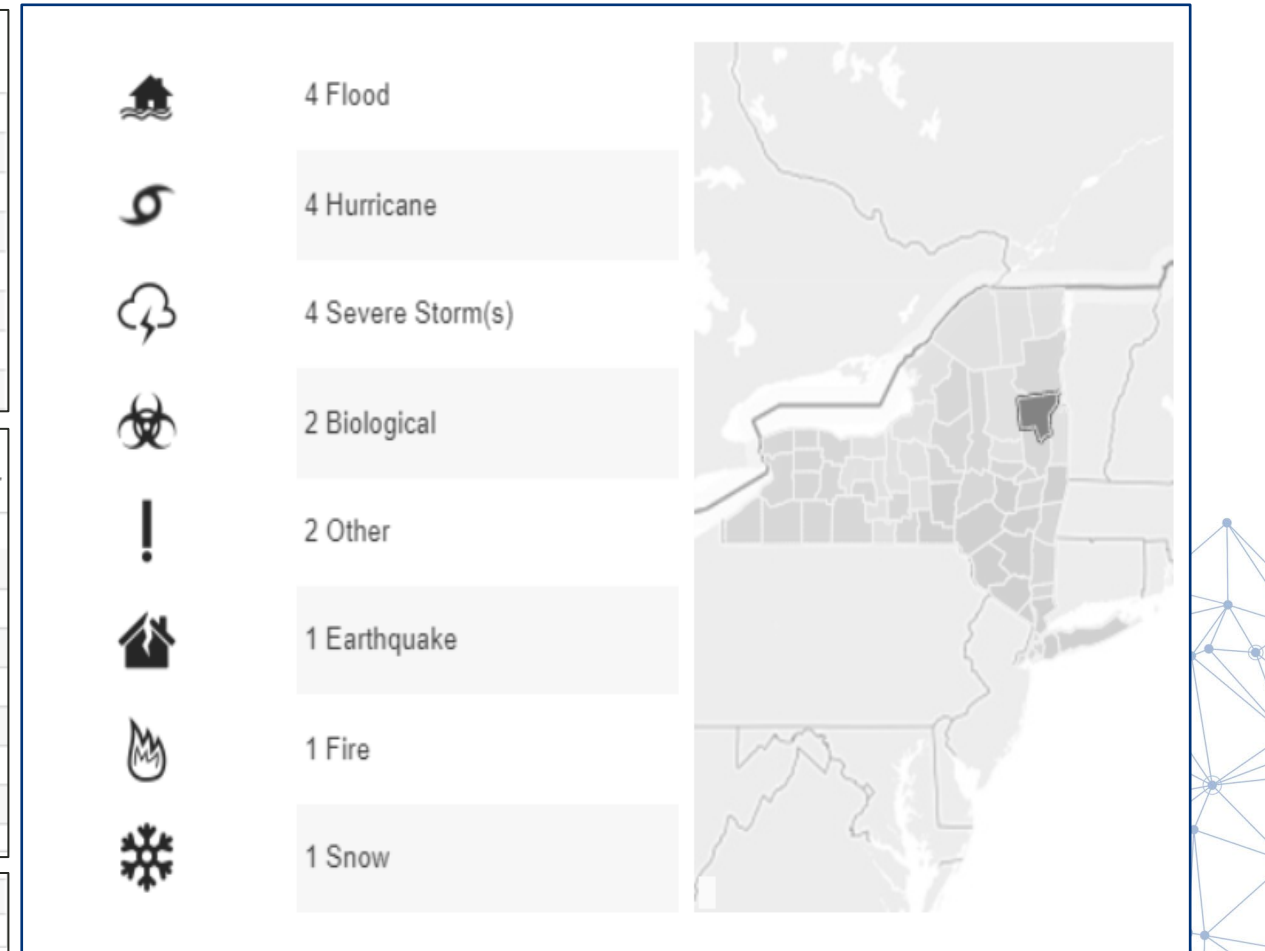 4 Flood
4 Hurricane
4 Severe Storm(s)
2 Biological
2 Other
1 Earthquake
1 Fire
1 Snow